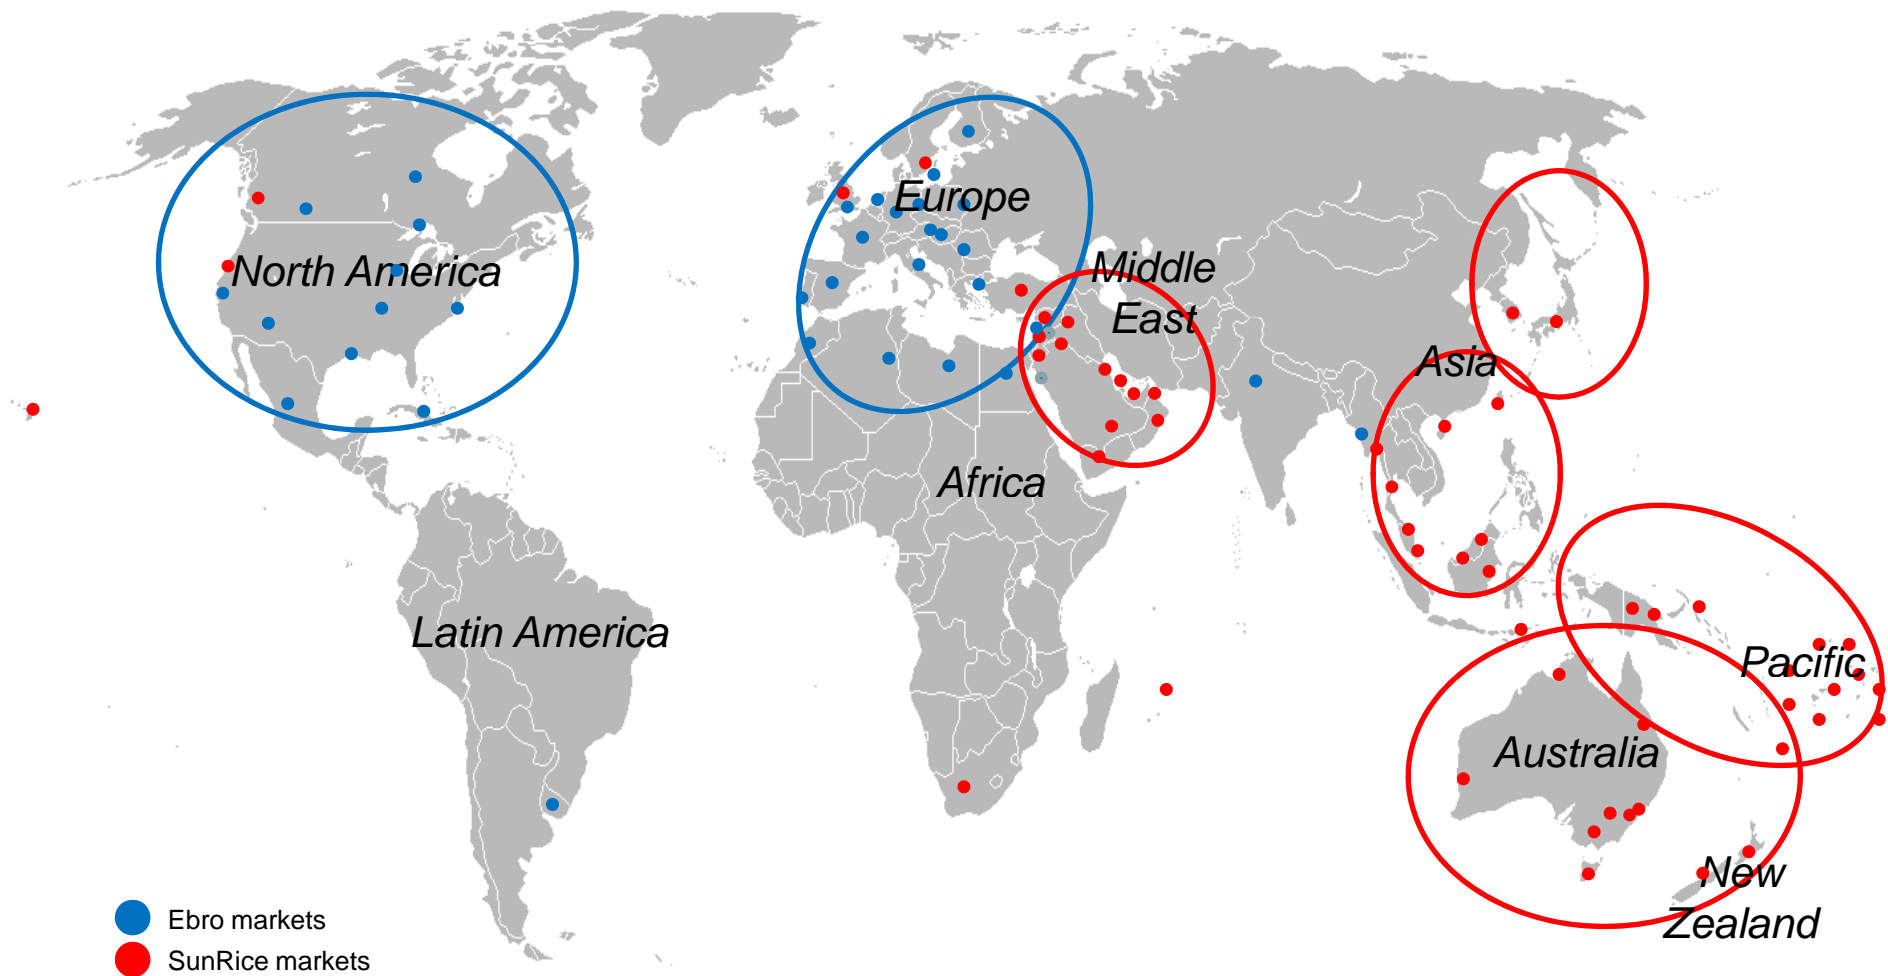 Europe
North America
Middle
East
Asia
Africa
Latin America
Pacific
Australia
New
Zealand
Ebro markets
SunRice markets